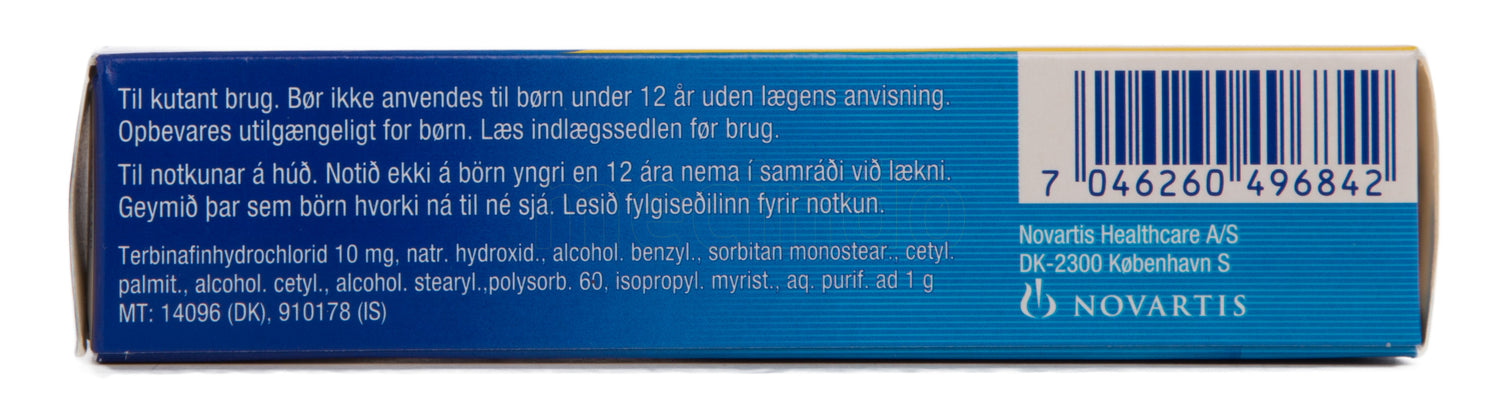 Til kutant brug. Bør ikke anvendes til børn under 12 år uden lægens anvisning.
Opbevares utilgængeligt for børn. Læs indlægssedlen før brug.
Til notkunar á húð. Notið ekki á börn yngri en 12 ára nema í samráði við lækni.
Geymið þar sem börn hvorki ná til né sjá. Lesið fylgiseðilinn fyrir notkun.
Terbinafinhydrochlorid 10 mg, natr. hydroxid., alcohol. benzyl., sorbitan monostear., cetyl.
palmit., alcohol. cetyl., alcohol. stearyl.,polysorb. 60, isopropyl. myrist., aq. purif. ad 1 g
MT: 14096 (DK), 910178 (IS)
7 046260 496842
Novartis Healthcare A/S
DK-2300 København S
NOVARTIS